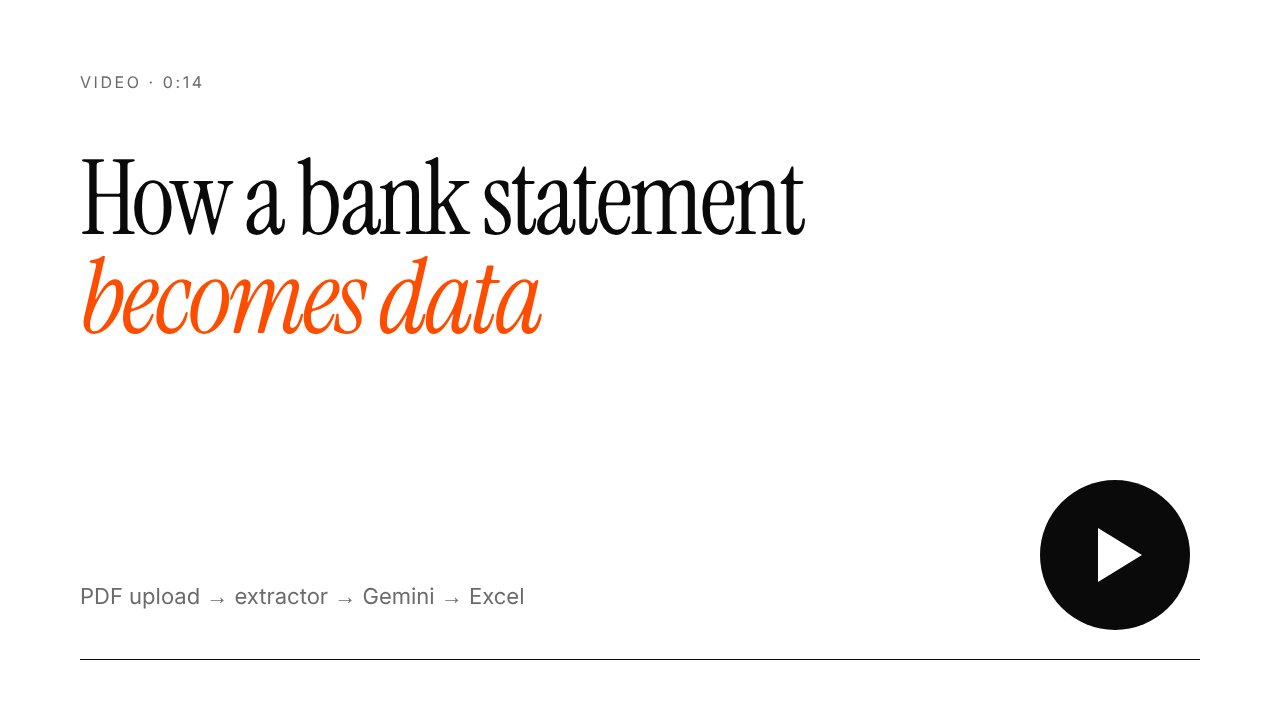 VIDEO · 0:14
How a bank statement
becomes data
PDF upload → extractor → Gemini → Excel